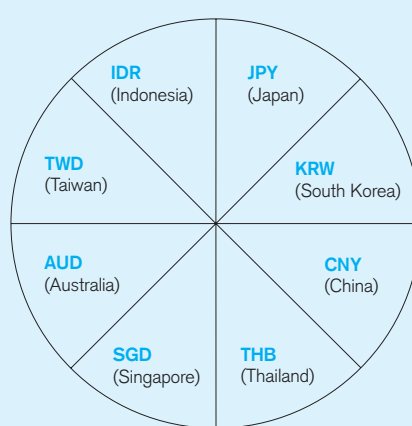 IDR
(Indonesia)
JPY
(Japan)
TWD
(Taiwan)
KRW
(South Korea)
AUD
(Australia)
CNY
(China)
SGD
(Singapore)
THB
(Thailand)